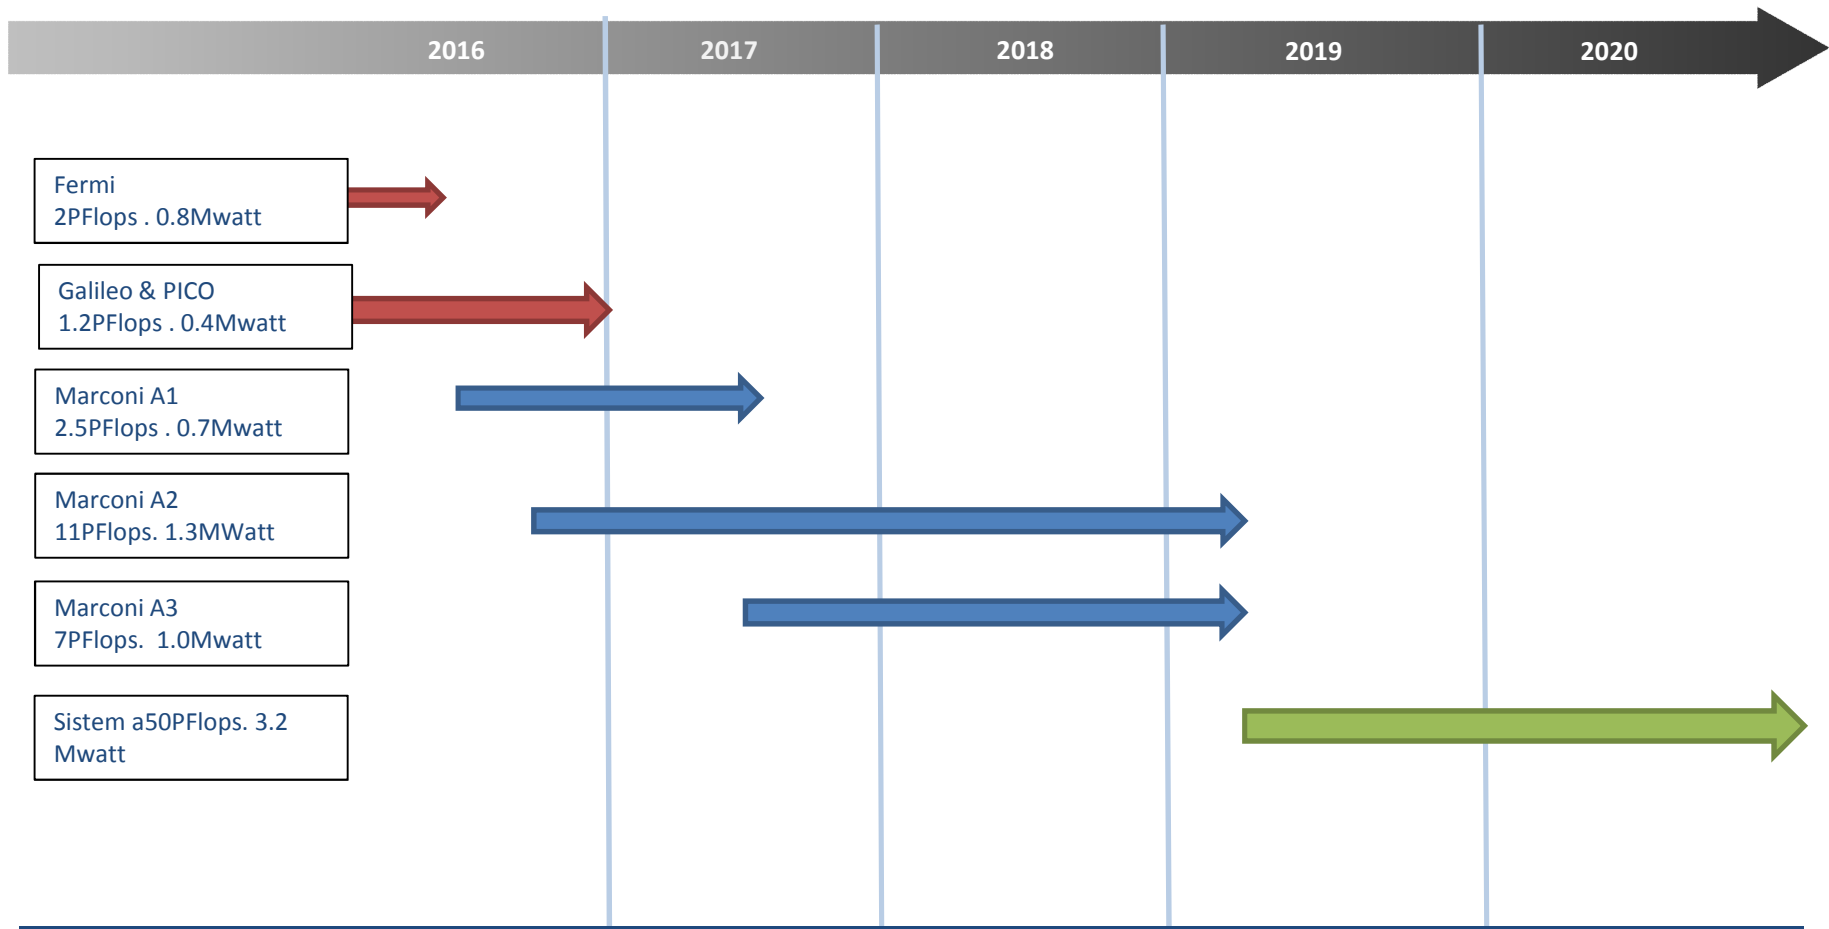 2016 2017 2018 2019 2020
Fermi
2PFlops . 0.8Mwatt
Galileo & PICO
1.2PFlops . 0.4Mwatt
Marconi A1
2.5PFlops . 0.7Mwatt
Marconi A2
11PFlops. 1.3MWatt
Marconi A3
7PFlops.  1.0Mwatt
Sistem a50PFlops. 3.2
Mwatt